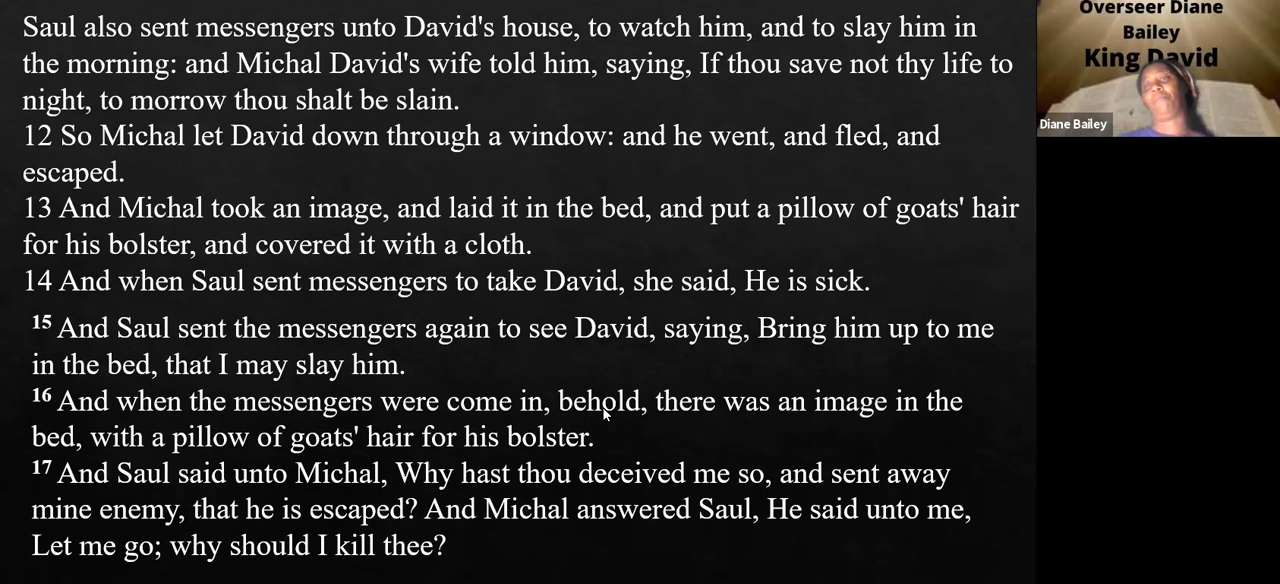 Saul also sent messengers unto David's house, to watch him, and to slay him in
the morning: and Michal David's wife told him, saying, If thou save not thy life to
night, to morrow thou shalt be slain.
12 So Michal let David down through a window: and he went, and fled, and
escaped.
13 And Michal took an image, and laid it in the bed, and put a pillow of goats' hair
for his bolster, and covered it with a cloth.
14 And when Saul sent messengers to take David, she said, He is sick.
15 And Saul sent the messengers again to see David, saying, Bring him up to me
in the bed, that I may slay him.
16 And when the messengers were come in, behold, there was an image in the
bed, with a pillow of goats' hair for his bolster.
17 And Saul said unto Michal, Why hast thou deceived me so, and sent away
mine enemy, that he is escaped? And Michal answered Saul, He said unto me,
Let me go; why should I kill thee?
Overseer Diane
Bailey
King David
Diane Bailey